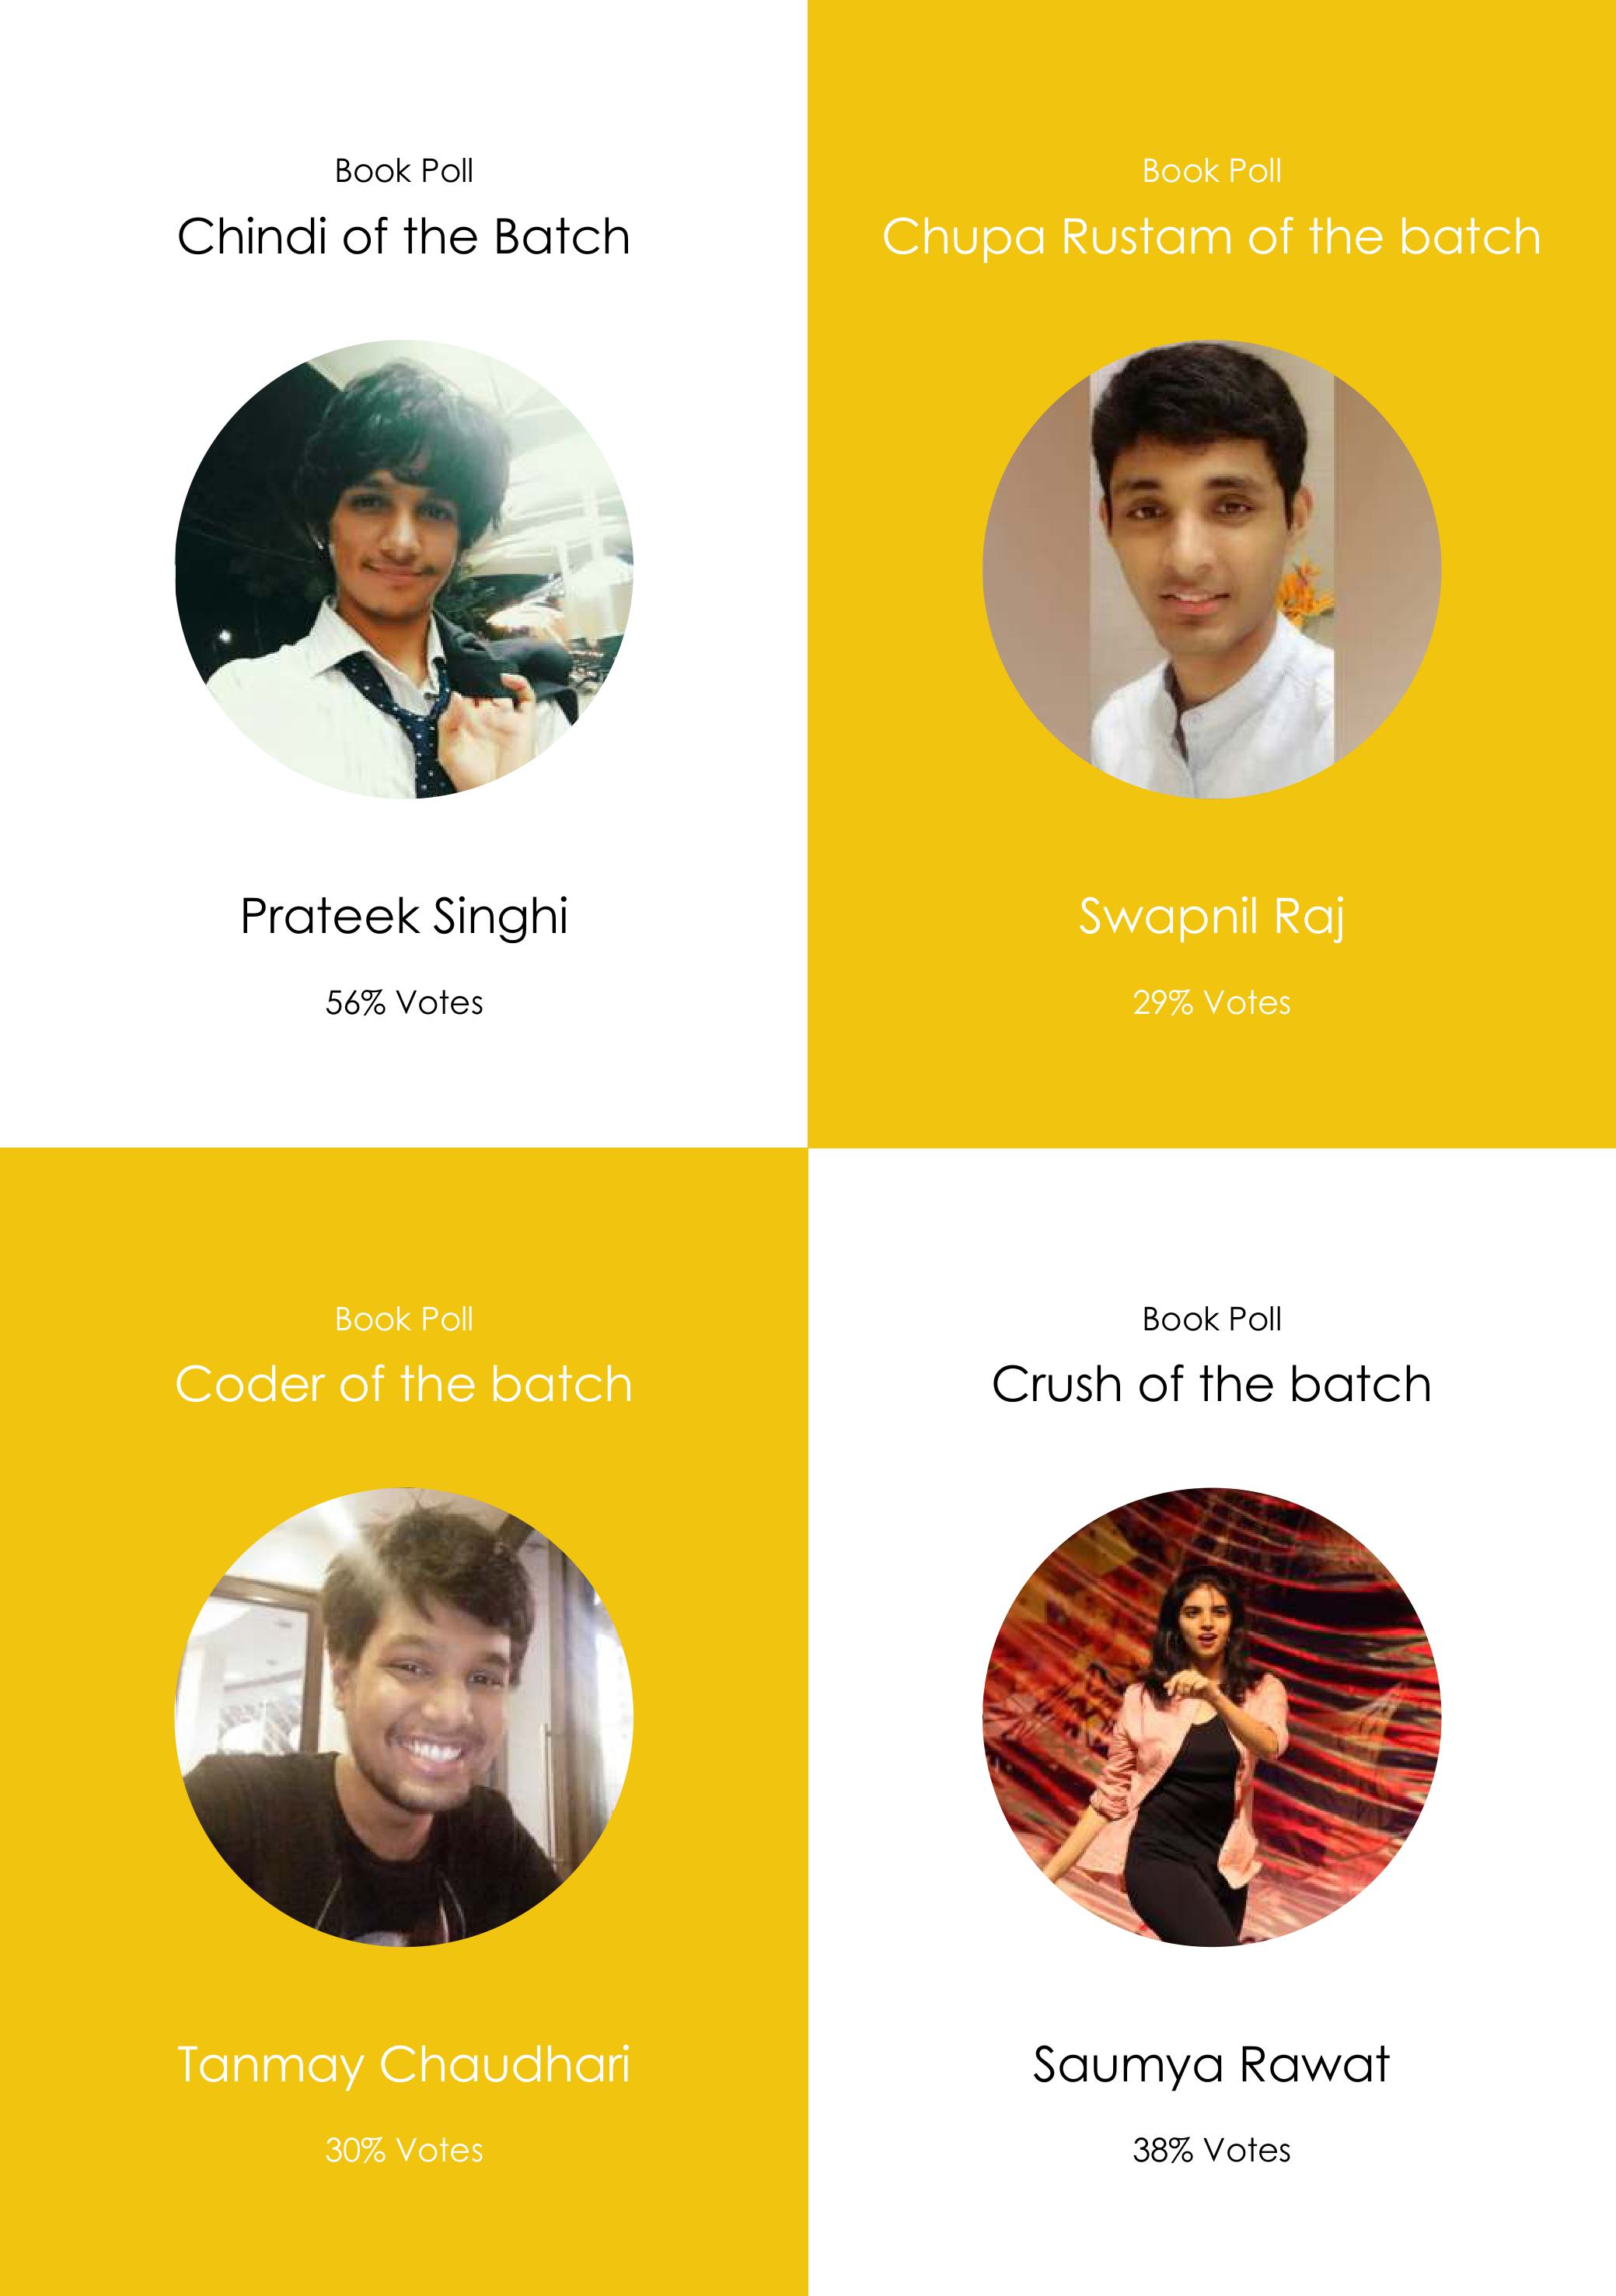 Book Poll
Chindi of the Batch
Prateek Singhi
56% Votes
Book Poll
Chupa Rustam of the batch
Swapnil Raj
29% Votes
Book Poll
Coder of the batch
Tanmay Chaudhari
30% Votes
Book Poll
Crush of the batch
Saumya Rawat
38% Votes